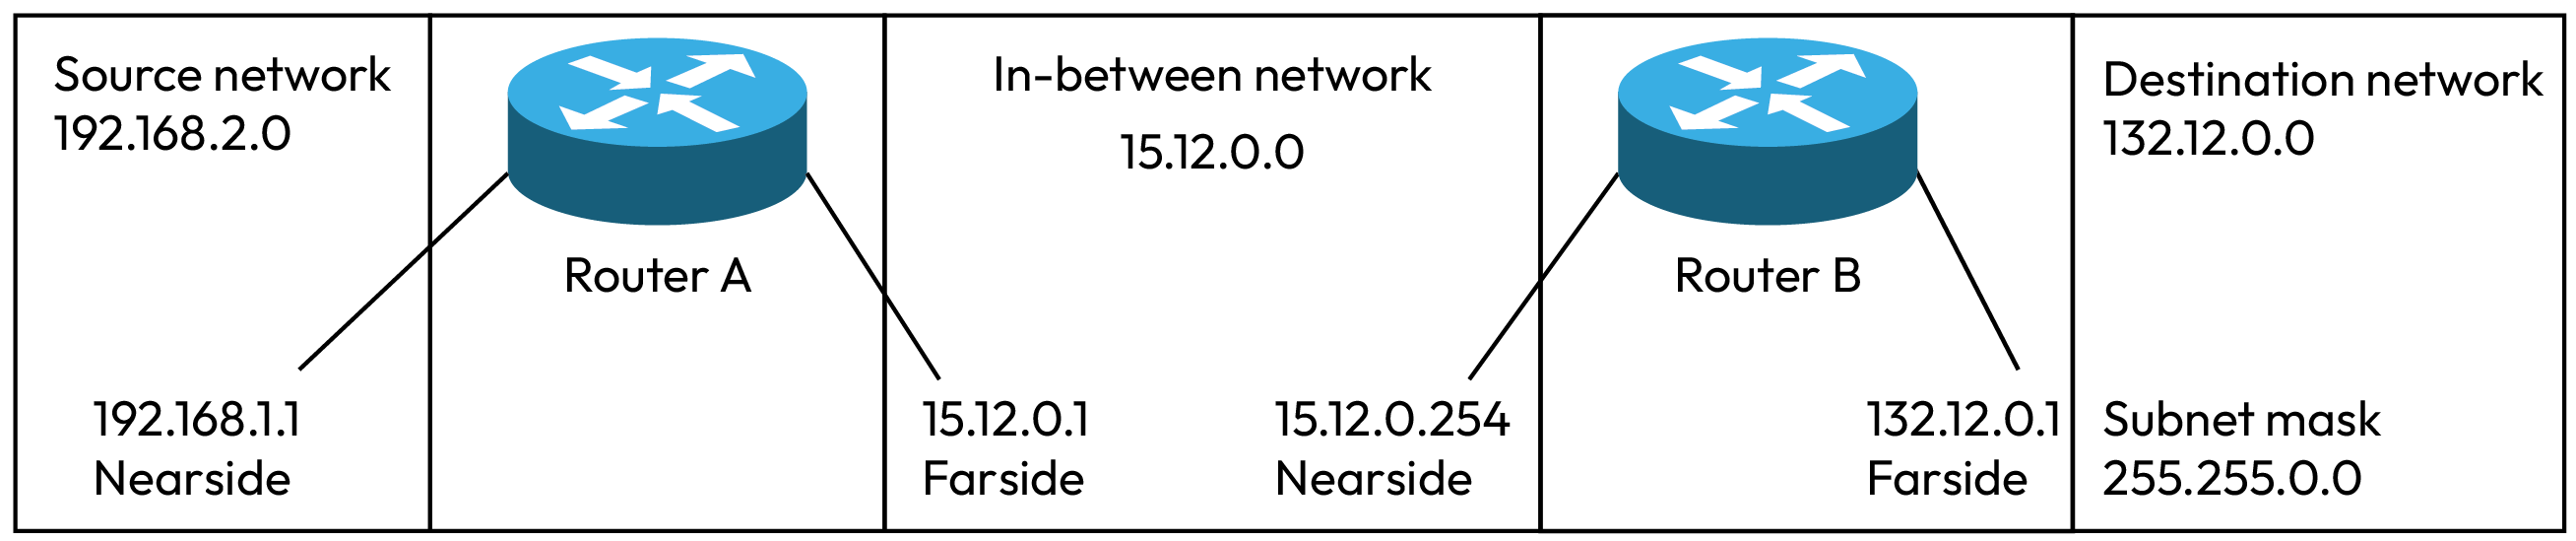 Source network
192.168.2.0
192.168.1.1
Nearside
Router A
In-between network
15.12.0.0
15.12.0.1
Farside
15.12.0.254
Nearside
Router B
132.12.0.1
Farside
Destination network
132.12.0.0
Subnet mask
255.255.0.0